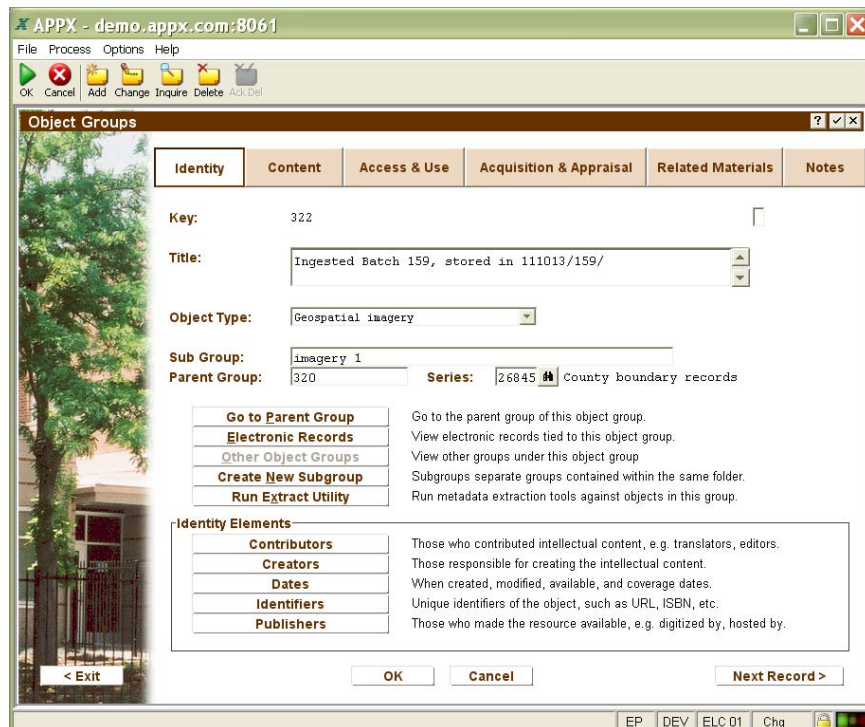 APPX - demo.appx.com:8061
File Process Options Help
OK Cancel Add Change Inquire Delete Ack Del
Object Groups
Identity Content Access & Use Acquisition & Appraisal Related Materials Notes
Key: 322
Title: Ingested Batch 159, stored in 111013/159/
Object Type: Geospatial imagery
Sub Group: imagery 1
Parent Group: 320 Series: 26845 County boundary records
Go to Parent Group Go to the parent group of this object group.
Electronic Records View electronic records tied to this object group.
Other Object Groups View other groups under this object group
Create New Subgroup Subgroups separate groups contained within the same folder.
Run Extract Utility Run metadata extraction tools against objects in this group.
Identity Elements
Contributors Those who contributed intellectual content, e.g. translators, editors.
Creators Those responsible for creating the intellectual content.
Dates When created, modified, available, and coverage dates.
Identifiers Unique identifiers of the object, such as URL, ISBN, etc.
Publishers Those who made the resource available, e.g. digitized by, hosted by.
< Exit OK Cancel Next Record >
EP DEV ELC 01 Chg